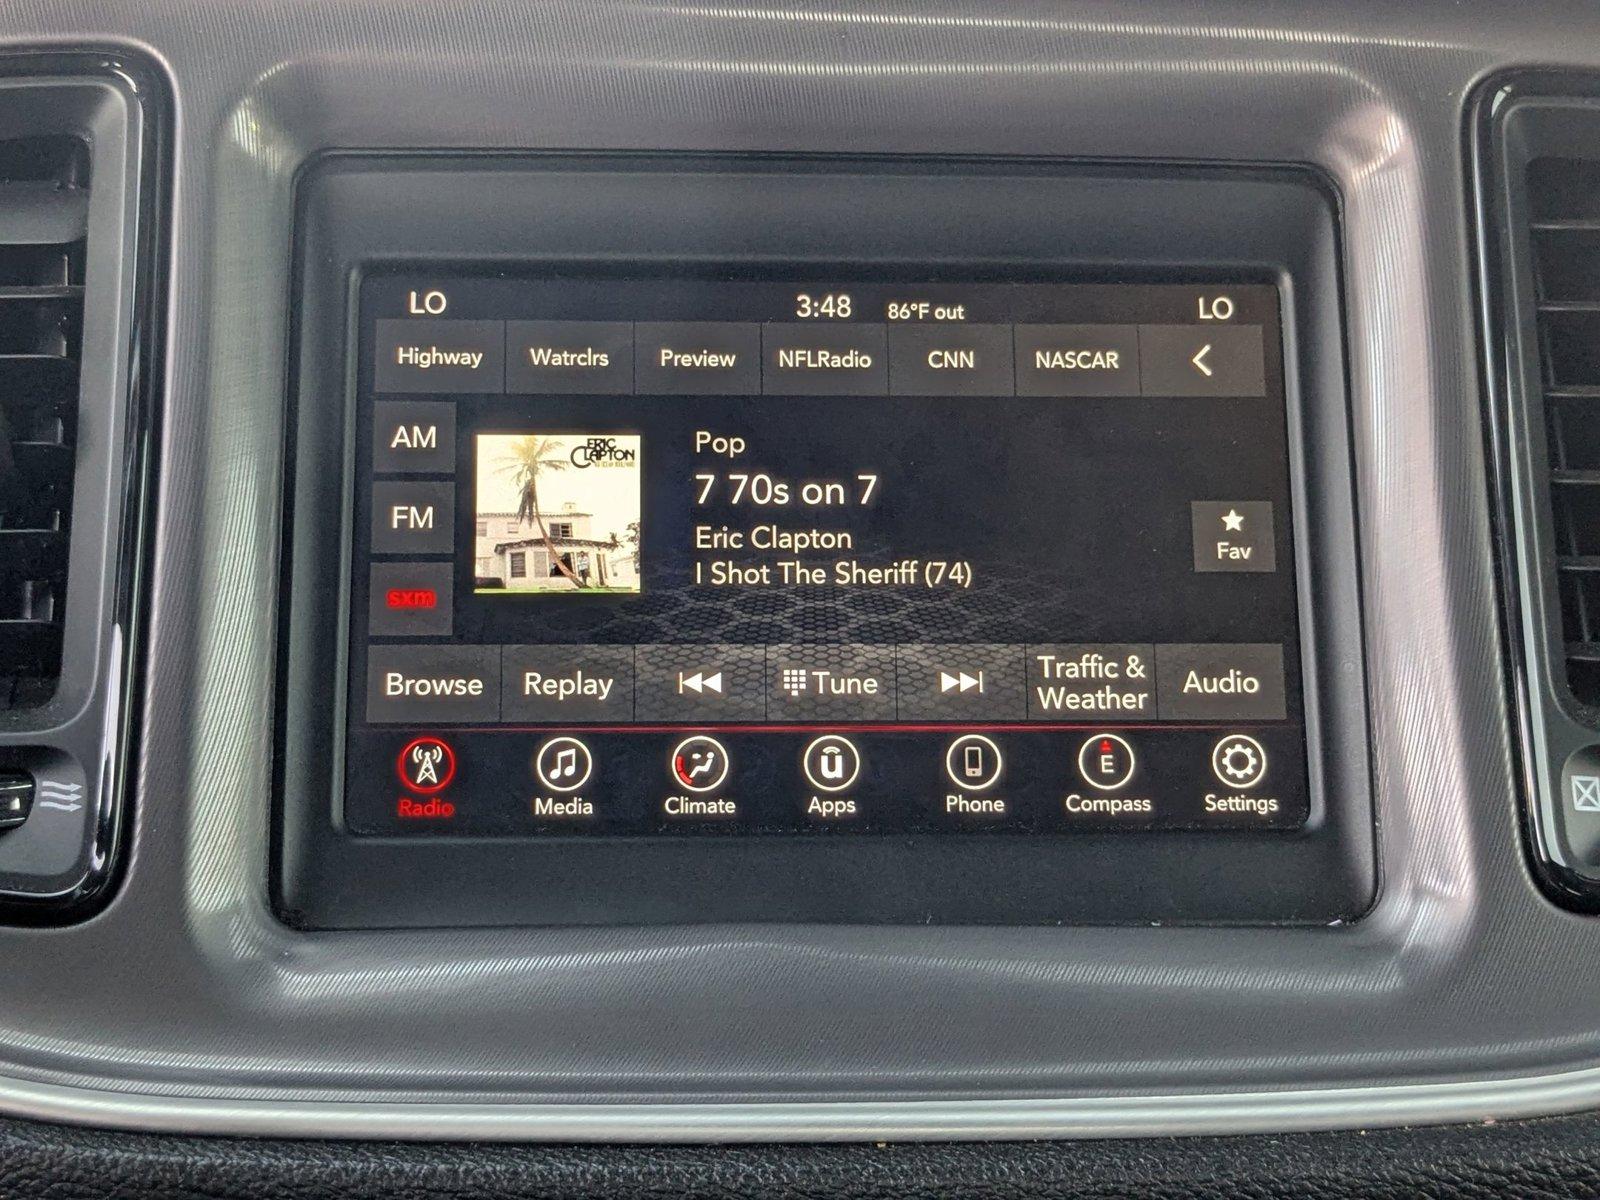 LO 3:48 86°F out LO
Highway Watrclrs Preview NFLRadio CNN NASCAR
AM
FM
sxm
ERIC
CLAPTON
Pop
7 70s on 7
Eric Clapton
I Shot The Sheriff (74)
Fav
Browse Replay Tune Traffic &
Weather Audio
E
Radio Media Climate Apps Phone Compass Settings